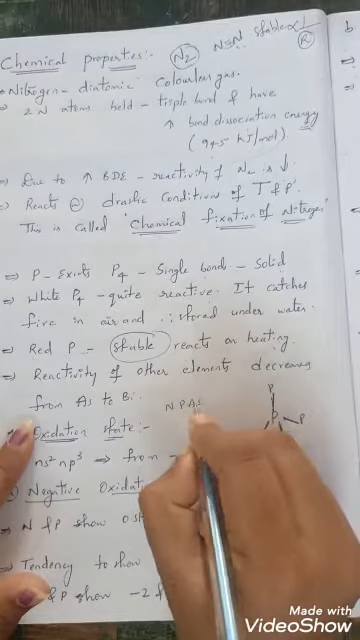 Chemical properties:-
N₂
N≡N stable ∝ 1/R
Nitrogen - diatomic colourless gas.
⇒ 2 N atoms held - triple bond & have
↑ bond dissociation energy
(945 kJ/mol)
⇒ Due to ↑ BDE - reactivity of N₂ is ↓.
⇒ Reacts @ drastic conditions of T & P.
This is called 'Chemical fixation of Nitrogen'
⇒ P - Exists P4 - Single bonds - Solid
⇒ White P4 - quite reactive. It catches
fire in air and ∴ stored under water.
⇒ Red P - stable reacts on heating.
⇒ Reactivity of other elements decreases
from As to Bi.
N P As
P
P
P
Oxidation state:-
ns² np³ ⇒ from -
Negative Oxidation
⇒ N & P show
⇒ Tendency to show
& P show -2 &
MADE WITH
VideoShow